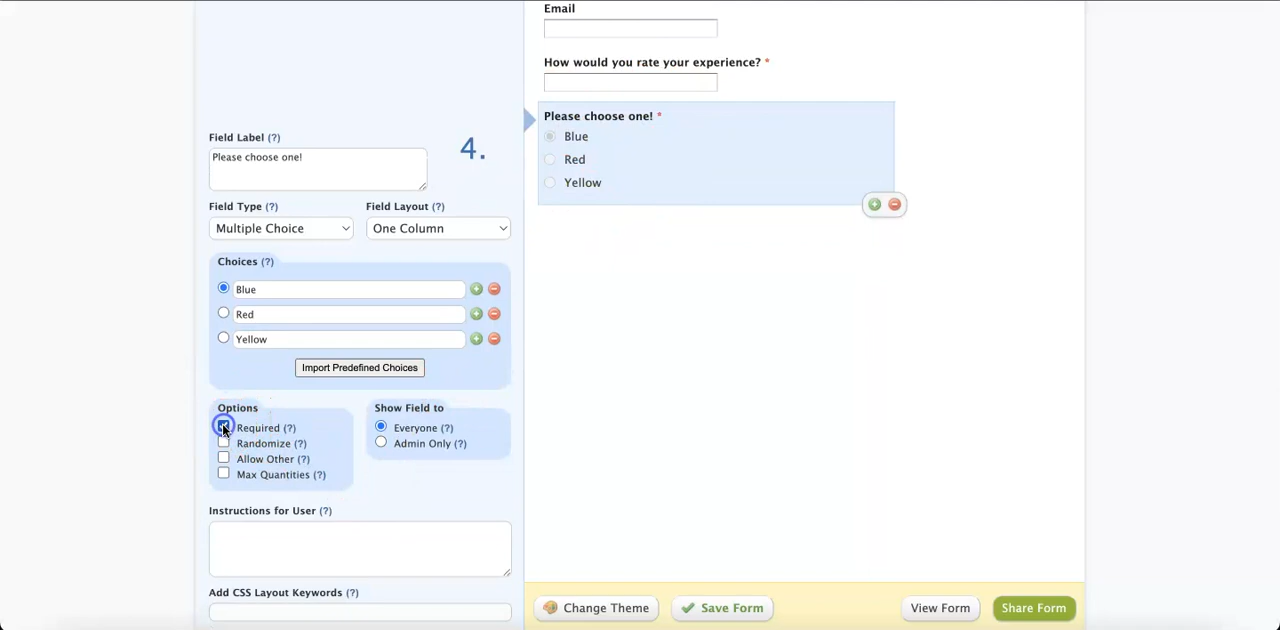 Email
How would you rate your experience? *
Please choose one! *
Blue
Red
Yellow
Field Label (?)
4.
Please choose one!
Field Type (?) Field Layout (?)
Multiple Choice One Column
Choices (?)
Blue
Red
Yellow
Import Predefined Choices
Options
Required (?)
Randomize (?)
Allow Other (?)
Max Quantities (?)
Show Field to
Everyone (?)
Admin Only (?)
Instructions for User (?)
Add CSS Layout Keywords (?)
Change Theme Save Form View Form Share Form